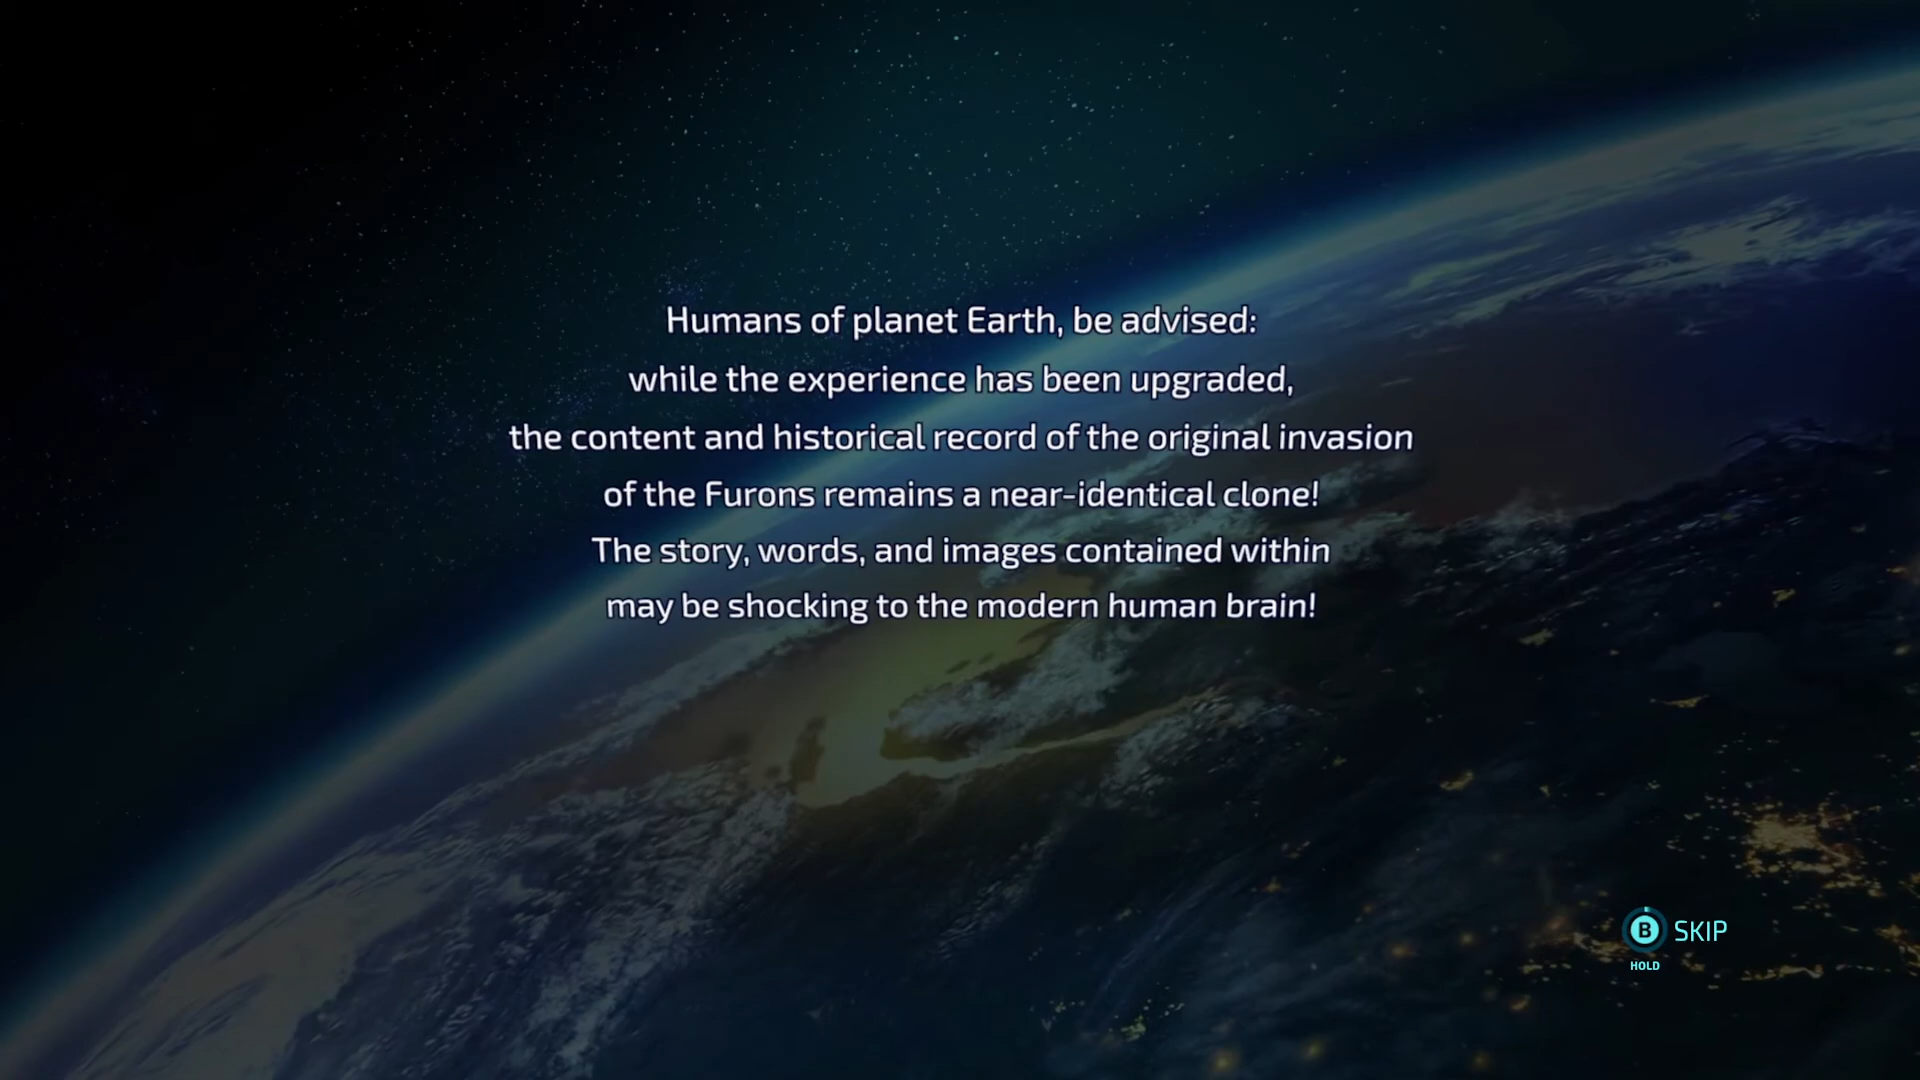 Humans of planet Earth, be advised:
while the experience has been upgraded,
the content and historical record of the original invasion
of the Furons remains a near-identical clone!
The story, words, and images contained within
may be shocking to the modern human brain!
B SKIP
HOLD